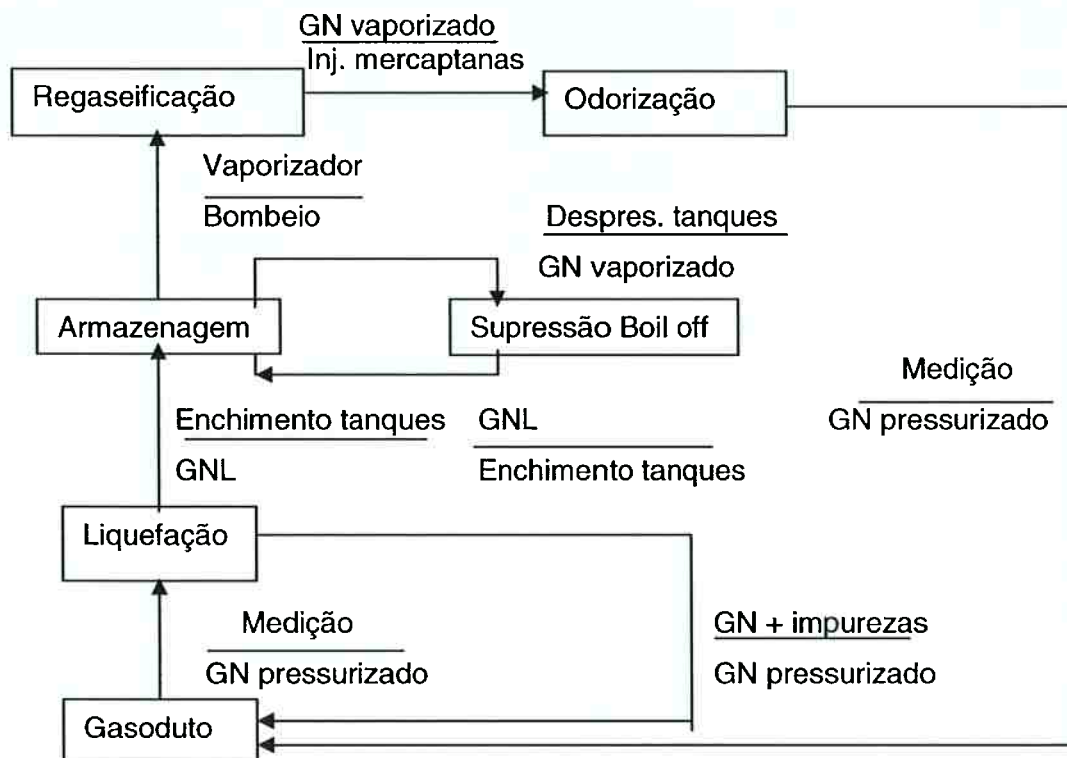 GN vaporizado
Inj. mercaptanas
Regaseificação
Odorização
Vaporizador
Bombeio
Despres. tanques
GN vaporizado
Armazenagem
Supressão Boil off
Medição
GN pressurizado
Enchimento tanques
GNL
GNL
Enchimento tanques
Liquefação
Medição
GN pressurizado
GN + impurezas
GN pressurizado
Gasoduto